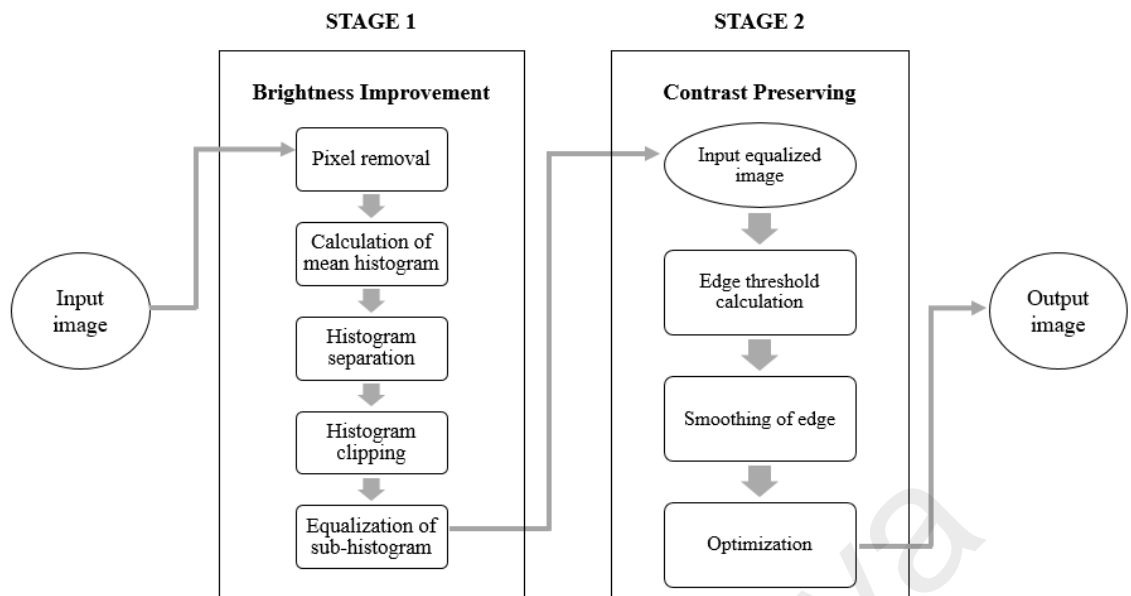 STAGE 1
STAGE 2
Brightness Improvement
Contrast Preserving
Input
image
Pixel removal
Calculation of
mean histogram
Histogram
separation
Histogram
clipping
Equalization of
sub-histogram
Input equalized
image
Edge threshold
calculation
Smoothing of edge
Optimization
Output
image